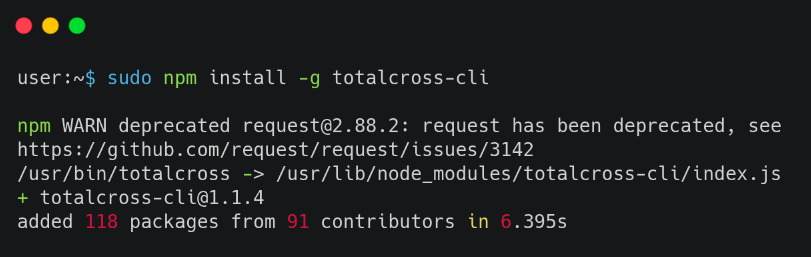 user:~$ sudo npm install -g totalcross-cli
npm WARN deprecated request@2.88.2: request has been deprecated, see
https://github.com/request/request/issues/3142
/usr/bin/totalcross -> /usr/lib/node_modules/totalcross-cli/index.js
+ totalcross-cli@1.1.4
added 118 packages from 91 contributors in 6.395s